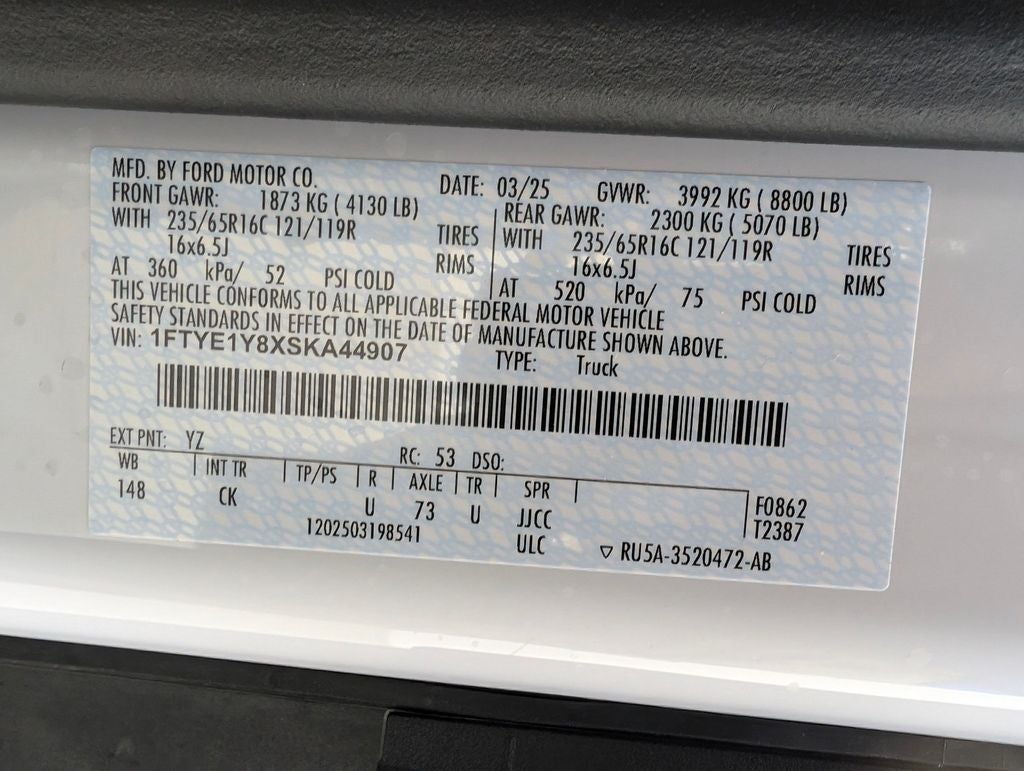 MFD. BY FORD MOTOR CO. DATE: 03/25 GVWR: 3992 KG ( 8800 LB)
FRONT GAWR: 1873 KG ( 4130 LB) REAR GAWR: 2300 KG ( 5070 LB)
WITH 235/65R16C 121/119R TIRES WITH 235/65R16C 121/119R TIRES
16x6.5J RIMS 16x6.5J RIMS
AT 360 kPa/ 52 PSI COLD AT 520 kPa/ 75 PSI COLD
THIS VEHICLE CONFORMS TO ALL APPLICABLE FEDERAL MOTOR VEHICLE
SAFETY STANDARDS IN EFFECT ON THE DATE OF MANUFACTURE SHOWN ABOVE.
VIN: 1FTYE1Y8XSKA44907 TYPE: Truck
EXT PNT: YZ RC: 53 DSO:
WB INT TR TP/PS R AXLE TR SPR
148 CK U 73 U JJCC F0862
1202503198541 ULC T2387
▽ RU5A-3520472-AB